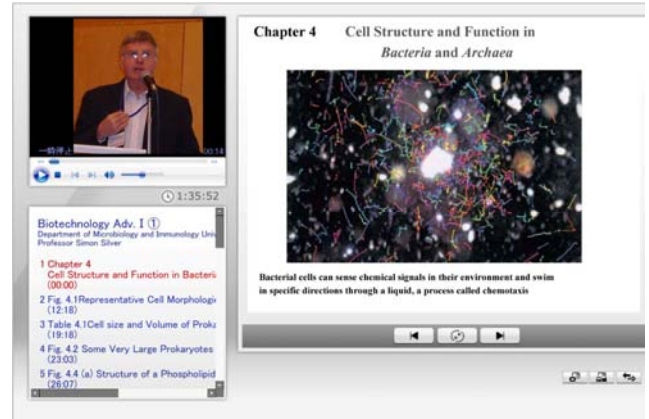 Chapter 4 Cell Structure and Function in
Bacteria and Archaea
一時停止 00:14
1:35:52
Biotechnology Adv. I ①
Department of Microbiology and Immunology Univ
Professor Simon Silver
1 Chapter 4
Cell Structure and Function in Bacteri
(00:00)
2 Fig. 4.1Representative Cell Morphologi
(12:18)
3 Table 4.1Cell size and Volume of Prok
(19:18)
4 Fig. 4.2 Some Very Large Prokaryotes
(23:03)
5 Fig. 4.4 (a) Structure of a Phospholipid
(26:07)
Bacterial cells can sense chemical signals in their environment and swim
in specific directions through a liquid, a process called chemotaxis